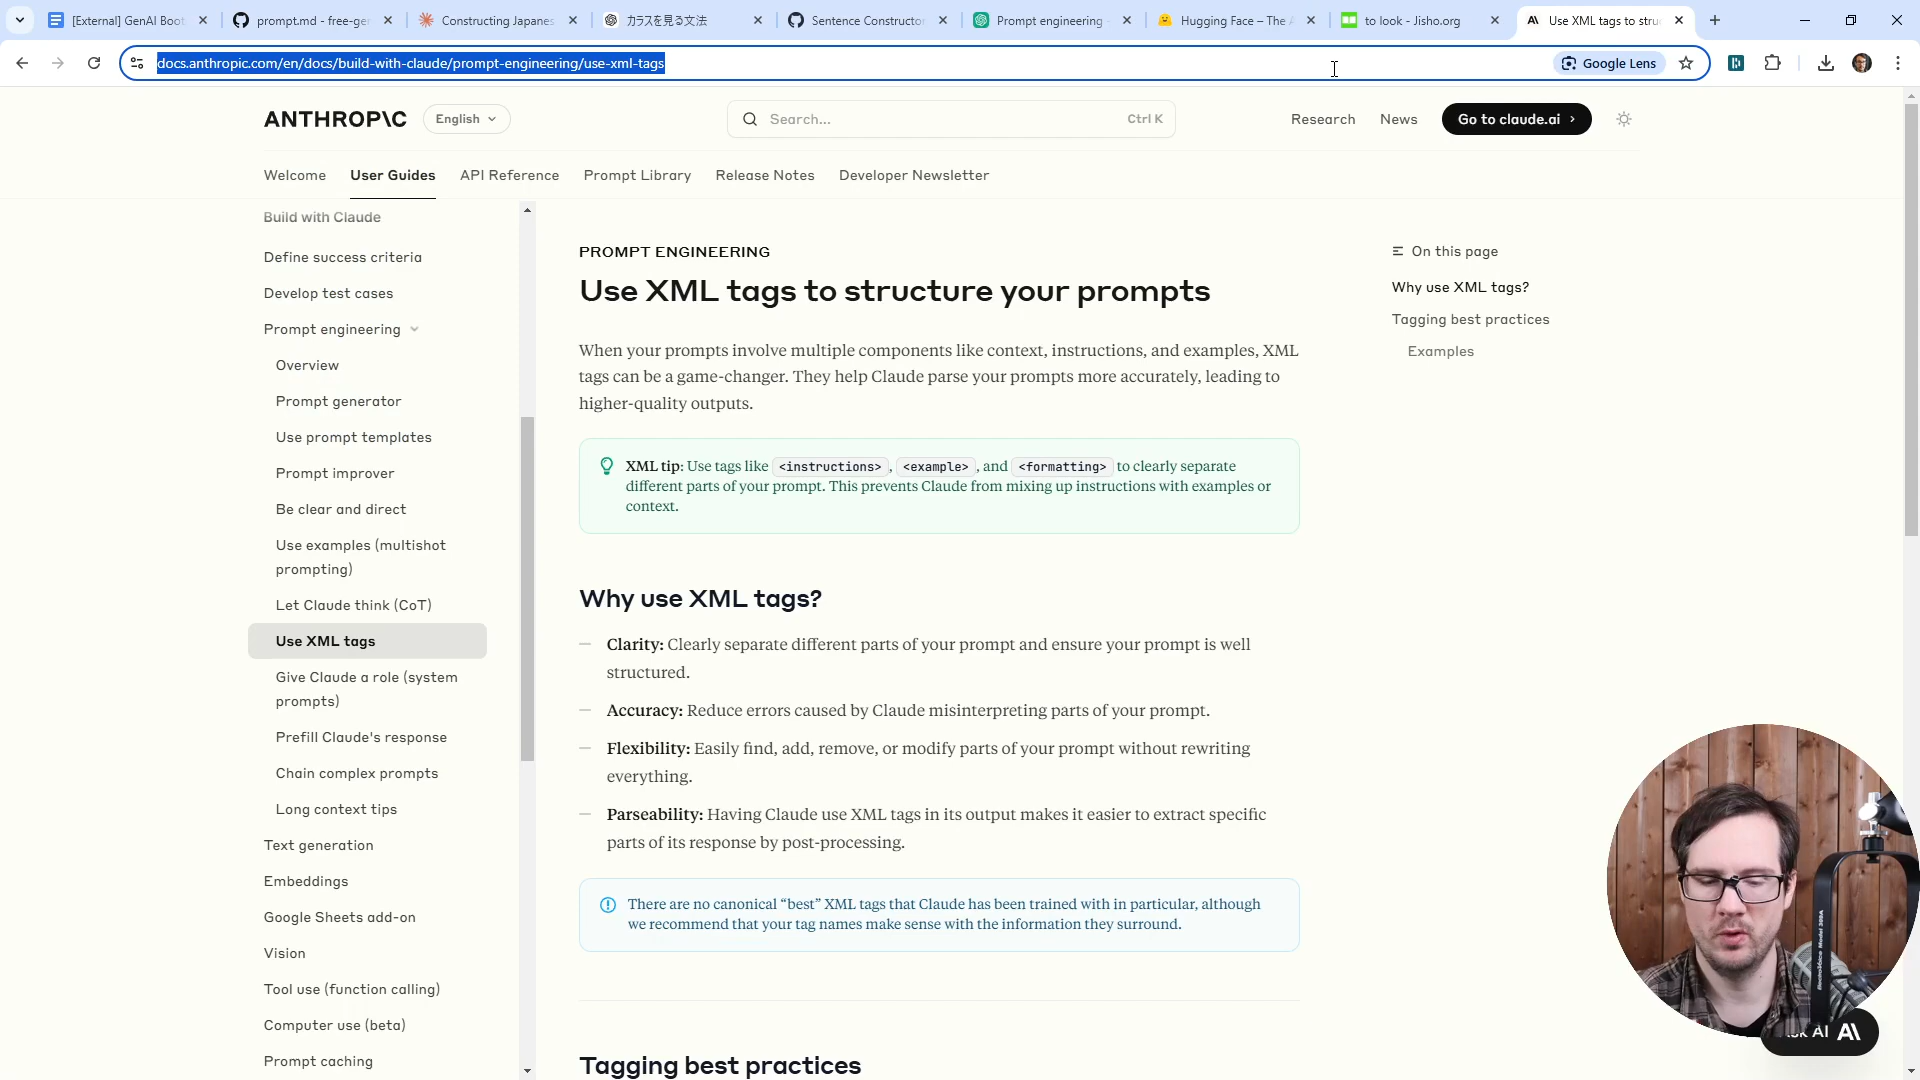 [External] GenAI Boot
prompt.md - free-ger
Constructing Japanes
カラスを見る文法
Sentence Constructo
Prompt engineering -
Hugging Face – The A
to look - Jisho.org
Use XML tags to stru
docs.anthropic.com/en/docs/build-with-claude/prompt-engineering/use-xml-tags
Google Lens
ANTHROP\C
English
Search...
Ctrl K
Research
News
Go to claude.ai
Welcome
User Guides
API Reference
Prompt Library
Release Notes
Developer Newsletter
Build with Claude
Define success criteria
Develop test cases
Prompt engineering
Overview
Prompt generator
Use prompt templates
Prompt improver
Be clear and direct
Use examples (multishot
prompting)
Let Claude think (CoT)
Use XML tags
Give Claude a role (system
prompts)
Prefill Claude's response
Chain complex prompts
Long context tips
Text generation
Embeddings
Google Sheets add-on
Vision
Tool use (function calling)
Computer use (beta)
Prompt caching
PROMPT ENGINEERING
Use XML tags to structure your prompts
When your prompts involve multiple components like context, instructions, and examples, XML
tags can be a game-changer. They help Claude parse your prompts more accurately, leading to
higher-quality outputs.
XML tip: Use tags like <instructions>, <example>, and <formatting> to clearly separate
different parts of your prompt. This prevents Claude from mixing up instructions with examples or
context.
Why use XML tags?
— Clarity: Clearly separate different parts of your prompt and ensure your prompt is well
structured.
— Accuracy: Reduce errors caused by Claude misinterpreting parts of your prompt.
— Flexibility: Easily find, add, remove, or modify parts of your prompt without rewriting
everything.
— Parseability: Having Claude use XML tags in its output makes it easier to extract specific
parts of its response by post-processing.
There are no canonical “best” XML tags that Claude has been trained with in particular, although
we recommend that your tag names make sense with the information they surround.
Tagging best practices
On this page
Why use XML tags?
Tagging best practices
Examples
AI